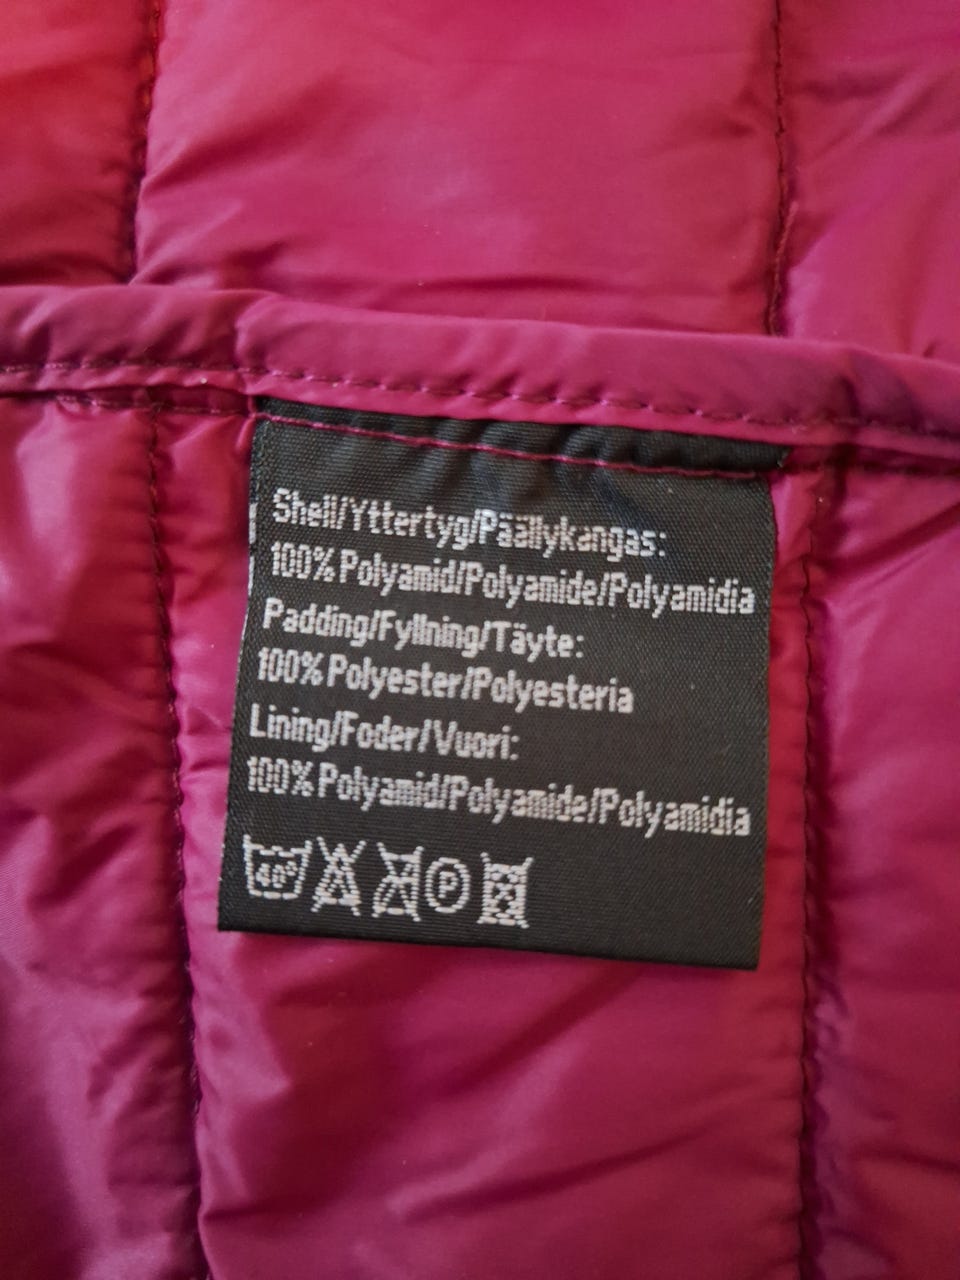 Shell/Yttertyg/Päällykangas:
100% Polyamid/Polyamide/Polyamidia
Padding/Fyllning/Täyte:
100% Polyester/Polyesteria
Lining/Foder/Vuori:
100% Polyamid/Polyamide/Polyamidia
40° P